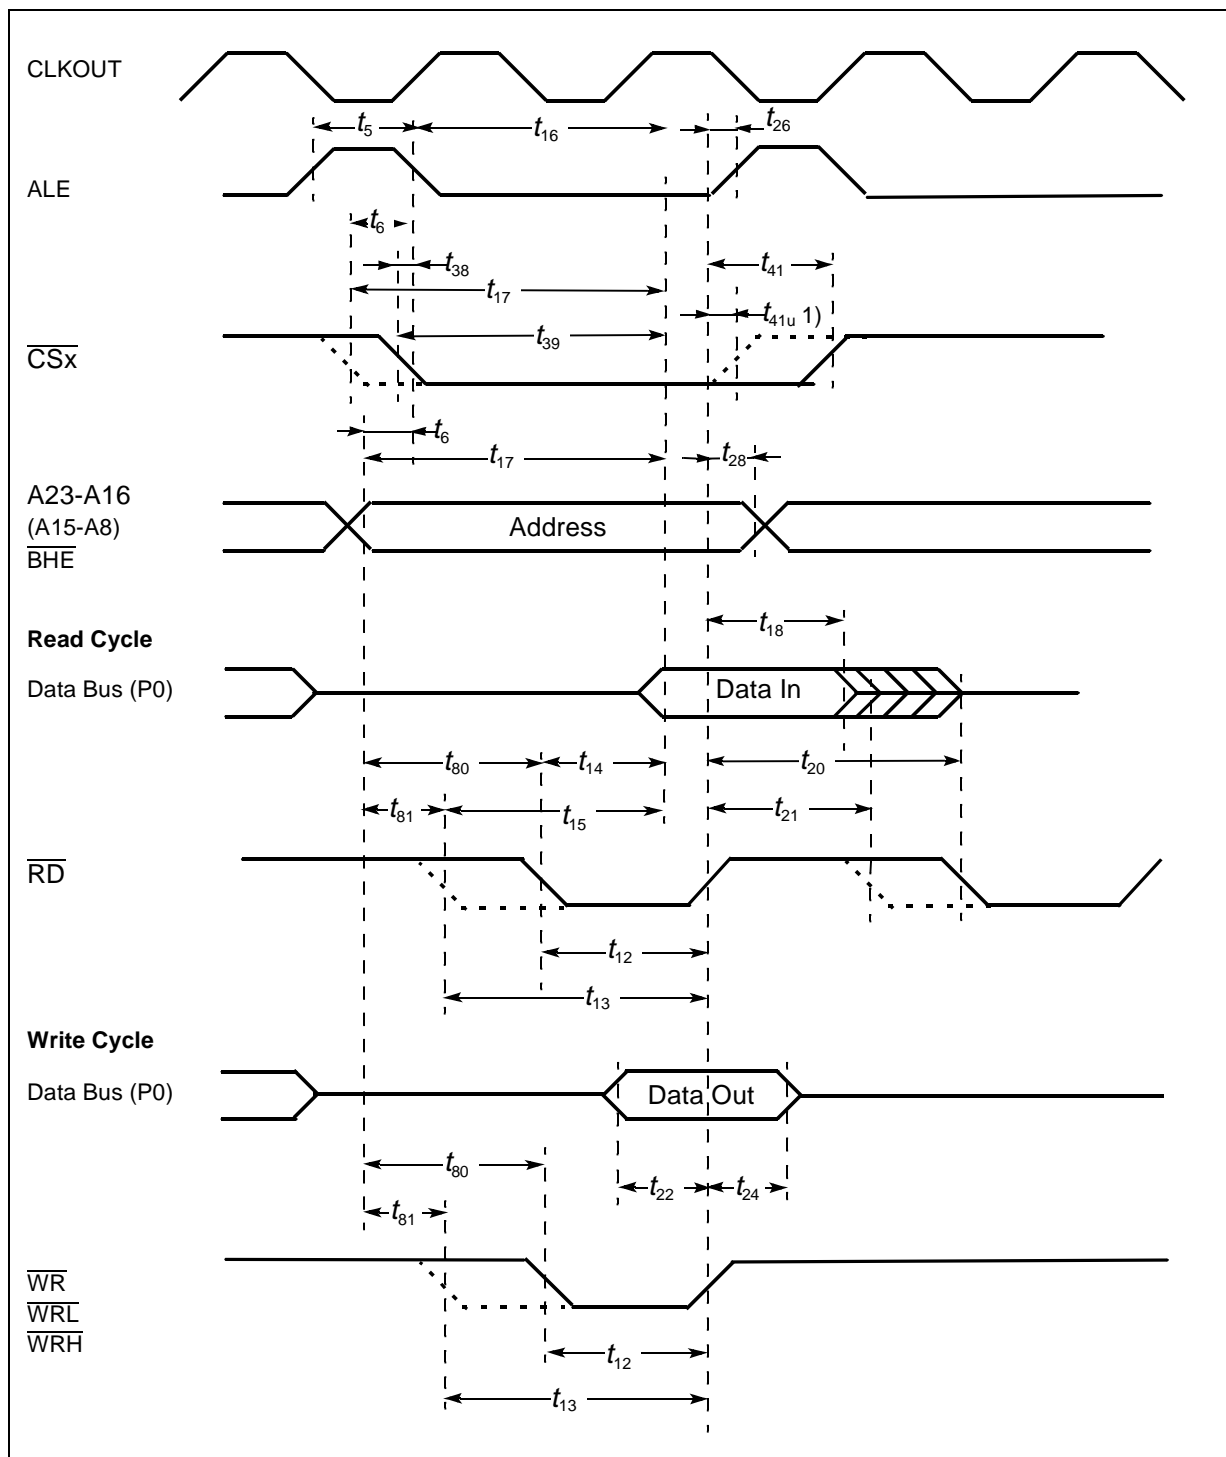 CLKOUT
t5
t16
t26
ALE
t6
t38
t41
t17
t41u 1)
t39
CSx
t6
t17
t28
A23-A16
(A15-A8)
BHE
Address
t18
Read Cycle
Data Bus (P0)
Data In
t80
t14
t20
t81
t15
t21
RD
t12
t13
Write Cycle
Data Bus (P0)
Data Out
t80
t22
t24
t81
WR
WRL
WRH
t12
t13